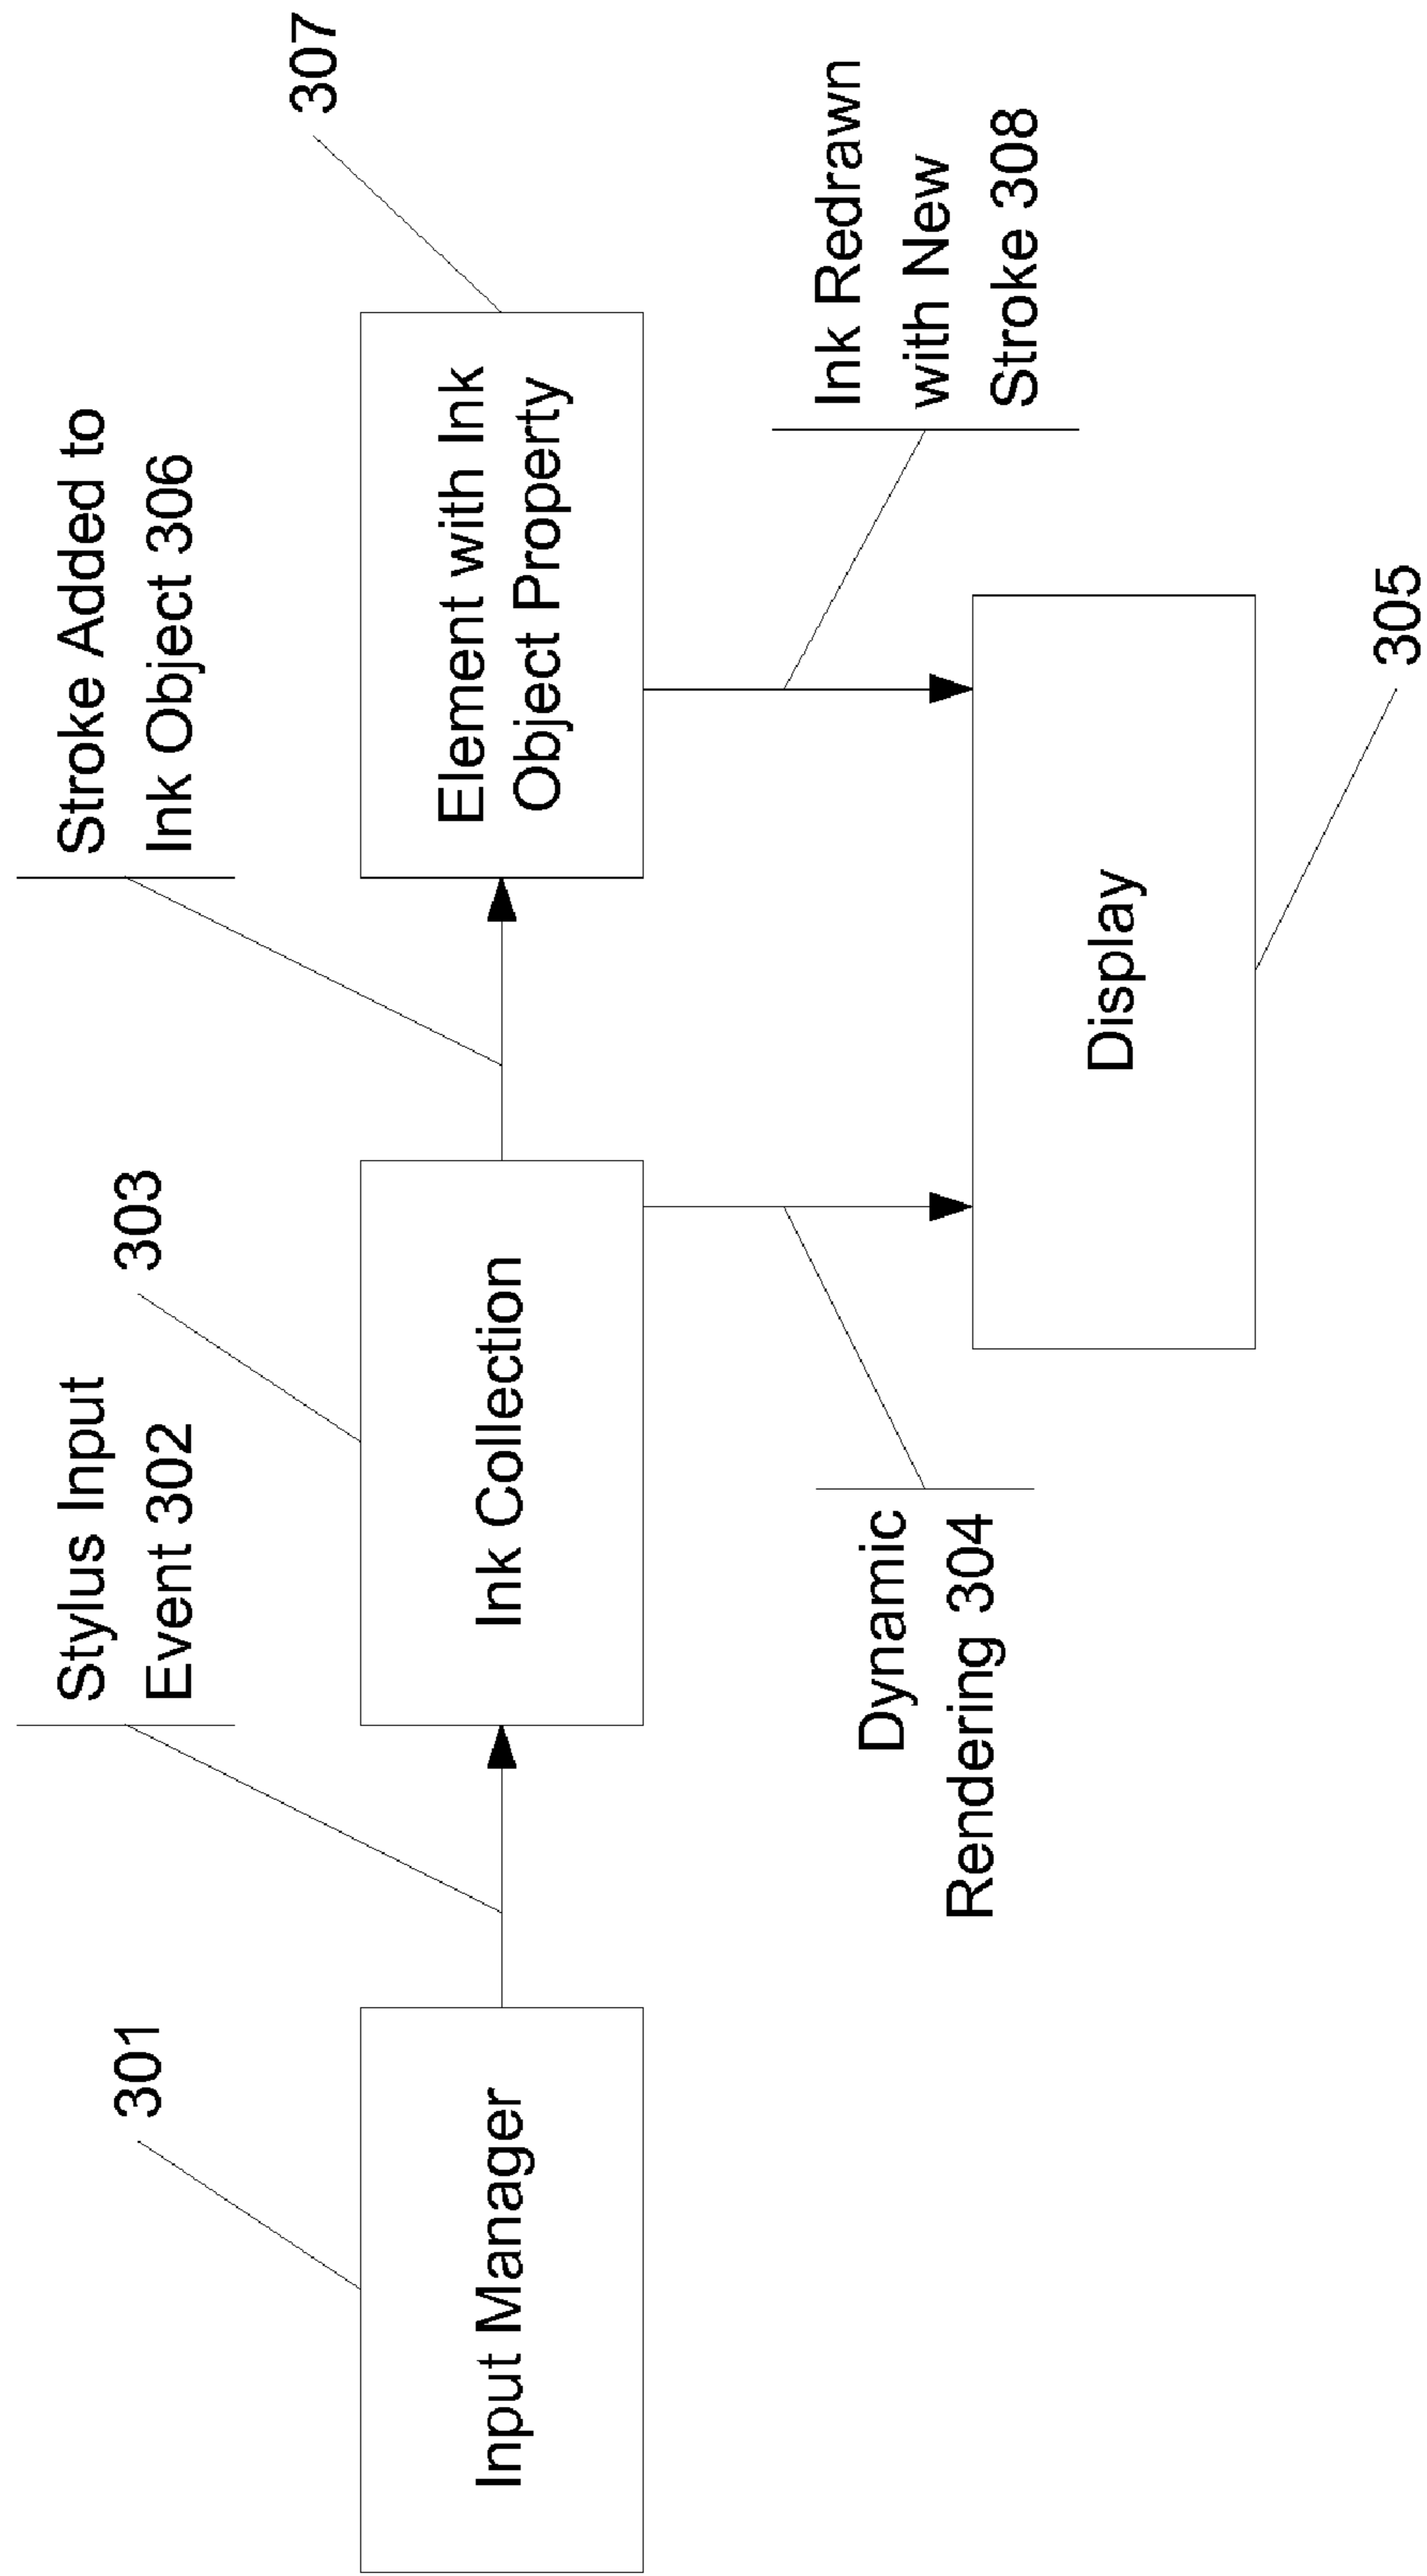 Stylus Input
Event 302
Stroke Added to
Ink Object 306
301
303
307
Input Manager
Ink Collection
Element with Ink
Object Property
Dynamic
Rendering 304
Ink Redrawn
with New
Stroke 308
Display
305